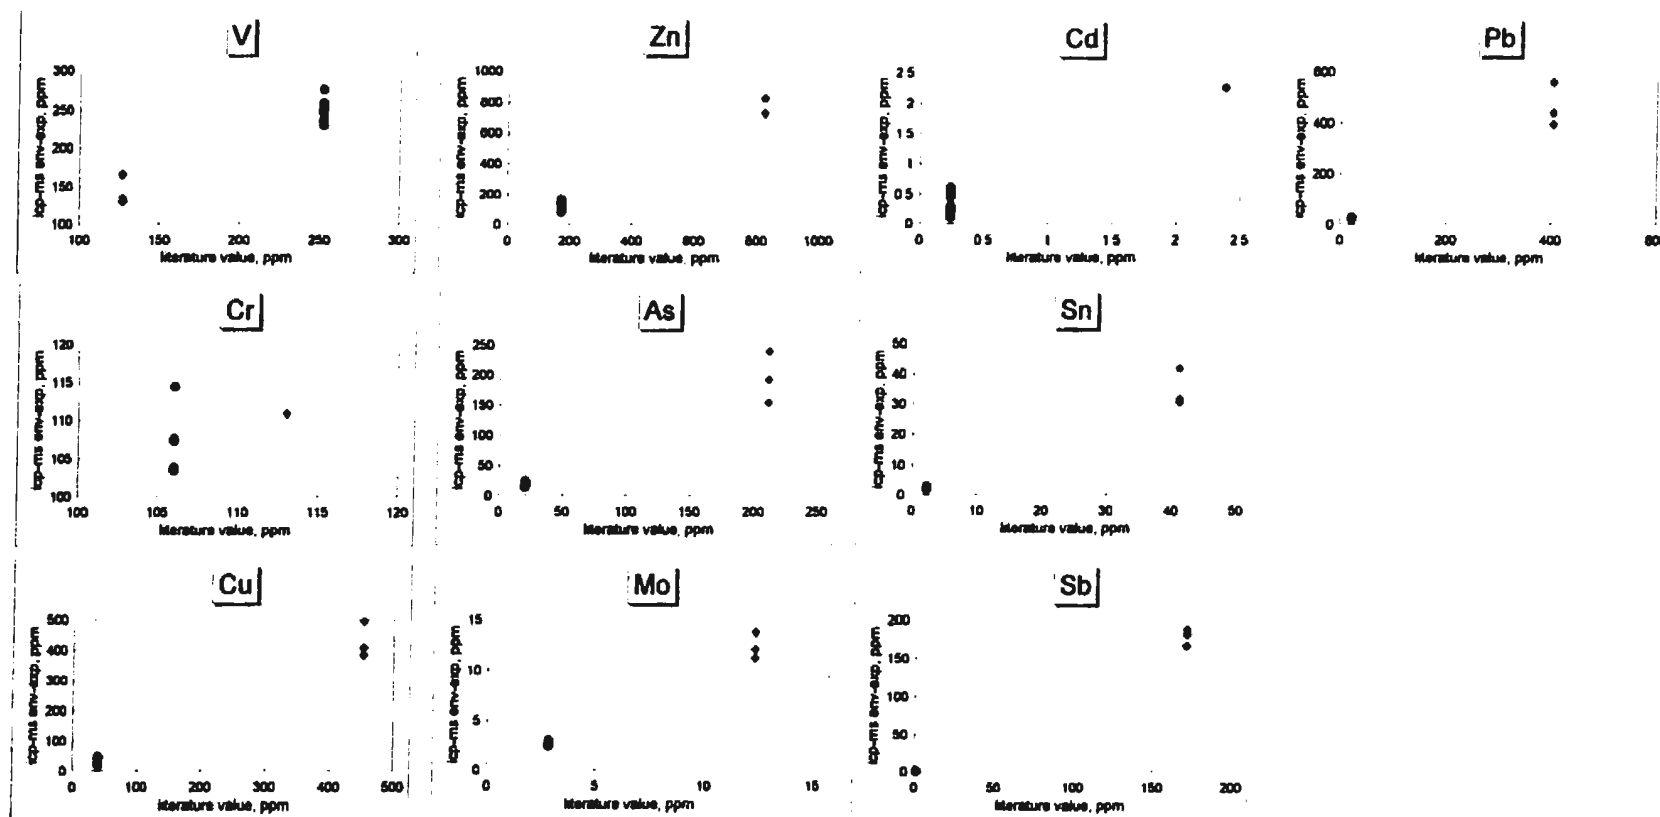 V
300
250
200
150
100
icp-ms env-exp, ppm
100 150 200 250 300
literature value, ppm
Zn
1000
800
600
400
200
0
icp-ms env-exp, ppm
0 200 400 600 800 1000
literature value, ppm
Cd
2 5
2
1 5
1
0 5
0
icp-ms env-exp, ppm
0 0 5 1 1 5 2 2 5
literature value, ppm
Pb
600
400
200
0
icp-ms env-exp, ppm
0 200 400 600
literature value, ppm
Cr
120
115
110
105
100
icp-ms env-exp, ppm
100 105 110 115 120
literature value, ppm
As
250
200
150
100
50
0
icp-ms env-exp, ppm
0 50 100 150 200 250
literature value, ppm
Sn
50
40
30
20
10
0
icp-ms env-exp, ppm
0 10 20 30 40 50
literature value, ppm
Cu
500
400
300
200
100
0
icp-ms env-exp, ppm
0 100 200 300 400 500
literature value, ppm
Mo
15
10
5
0
icp-ms env-exp, ppm
0 5 10 15
literature value, ppm
Sb
200
150
100
50
0
icp-ms env-exp, ppm
0 50 100 150 200
literature value, ppm